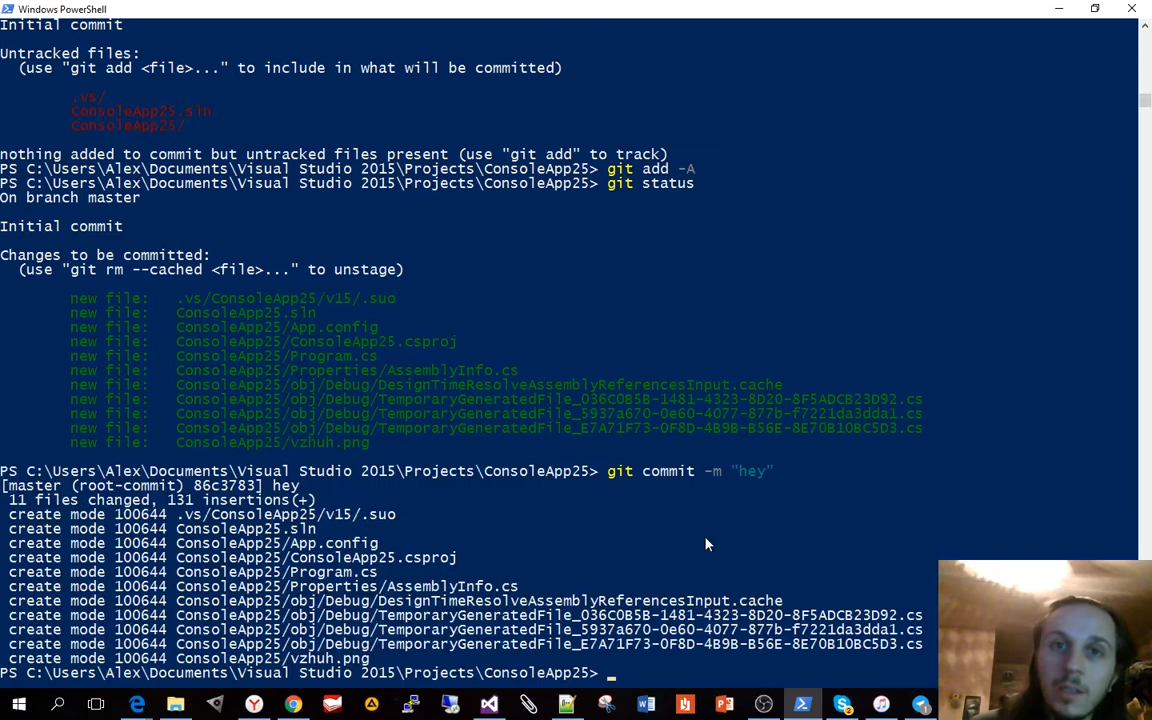 Windows PowerShell
Initial commit
Untracked files:
(use "git add <file>..." to include in what will be committed)
.vs/
ConsoleApp25.sln
ConsoleApp25/
nothing added to commit but untracked files present (use "git add" to track)
PS C:\Users\Alex\Documents\Visual Studio 2015\Projects\ConsoleApp25> git add -A
PS C:\Users\Alex\Documents\Visual Studio 2015\Projects\ConsoleApp25> git status
On branch master
Initial commit
Changes to be committed:
(use "git rm --cached <file>..." to unstage)
new file: .vs/ConsoleApp25/v15/.suo
new file: ConsoleApp25.sln
new file: ConsoleApp25/App.config
new file: ConsoleApp25/ConsoleApp25.csproj
new file: ConsoleApp25/Program.cs
new file: ConsoleApp25/Properties/AssemblyInfo.cs
new file: ConsoleApp25/obj/Debug/DesignTimeResolveAssemblyReferencesInput.cache
new file: ConsoleApp25/obj/Debug/TemporaryGeneratedFile_036C0B5B-1481-4323-8D20-8F5ADCB23D92.cs
new file: ConsoleApp25/obj/Debug/TemporaryGeneratedFile_5937a670-0e60-4077-877b-f7221da3dda1.cs
new file: ConsoleApp25/obj/Debug/TemporaryGeneratedFile_E7A71F73-0F8D-4B9B-B56E-8E70B10BC5D3.cs
new file: ConsoleApp25/vzhuh.png
PS C:\Users\Alex\Documents\Visual Studio 2015\Projects\ConsoleApp25> git commit -m "hey"
[master (root-commit) 86c3783] hey
11 files changed, 131 insertions(+)
create mode 100644 .vs/ConsoleApp25/v15/.suo
create mode 100644 ConsoleApp25.sln
create mode 100644 ConsoleApp25/App.config
create mode 100644 ConsoleApp25/ConsoleApp25.csproj
create mode 100644 ConsoleApp25/Program.cs
create mode 100644 ConsoleApp25/Properties/AssemblyInfo.cs
create mode 100644 ConsoleApp25/obj/Debug/DesignTimeResolveAssemblyReferencesInput.cache
create mode 100644 ConsoleApp25/obj/Debug/TemporaryGeneratedFile_036C0B5B-1481-4323-8D20-8F5ADCB23D92.cs
create mode 100644 ConsoleApp25/obj/Debug/TemporaryGeneratedFile_5937a670-0e60-4077-877b-f7221da3dda1.cs
create mode 100644 ConsoleApp25/obj/Debug/TemporaryGeneratedFile_E7A71F73-0F8D-4B9B-B56E-8E70B10BC5D3.cs
create mode 100644 ConsoleApp25/vzhuh.png
PS C:\Users\Alex\Documents\Visual Studio 2015\Projects\ConsoleApp25> _